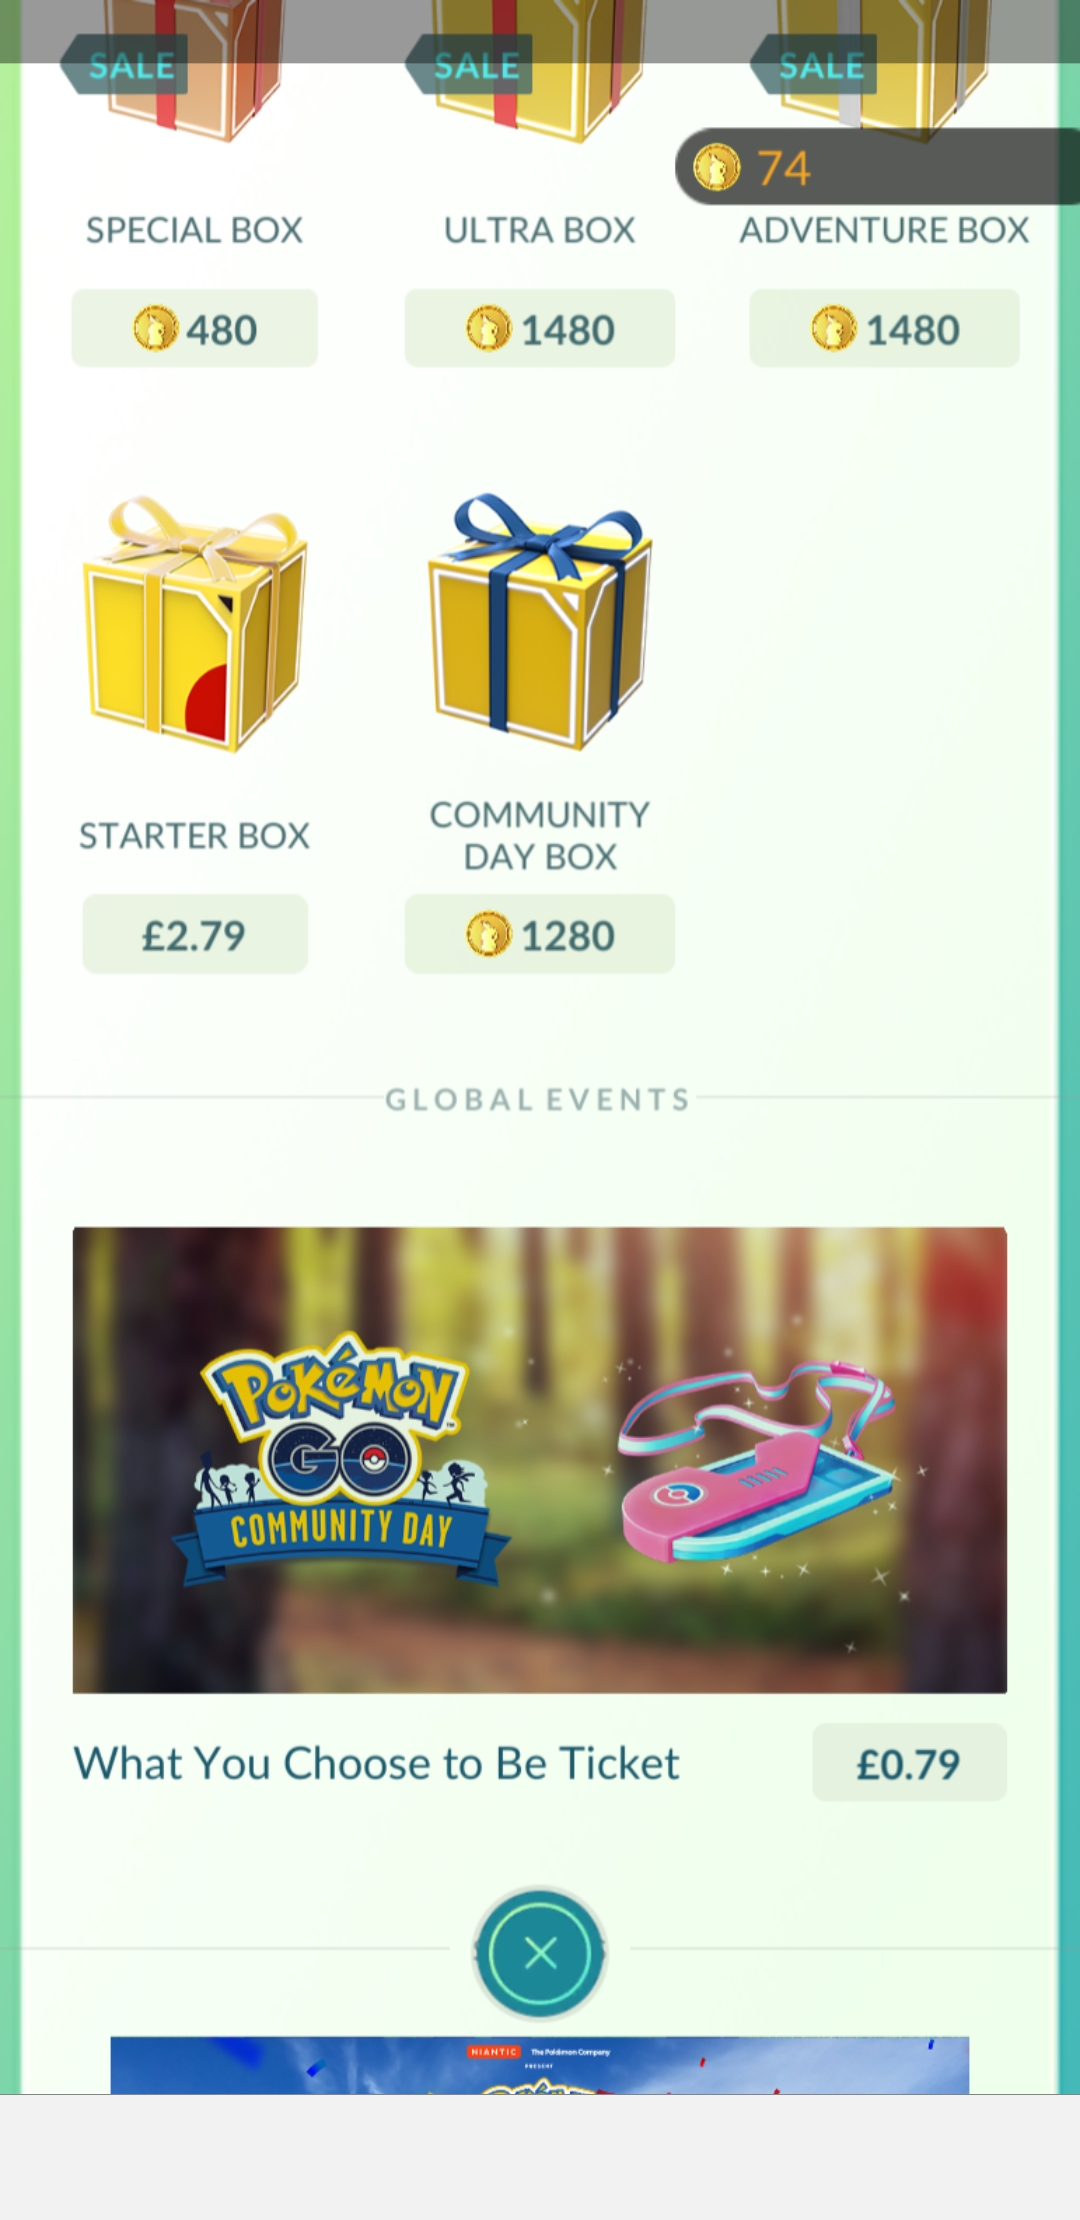 SALE SALE SALE
74
SPECIAL BOX ULTRA BOX ADVENTURE BOX
480 1480 1480
STARTER BOX COMMUNITY
DAY BOX
£2.79 1280
GLOBAL EVENTS
POKéMON
GO
COMMUNITY DAY
What You Choose to Be Ticket £0.79
NIANTIC The Pokémon Company
PRESENT